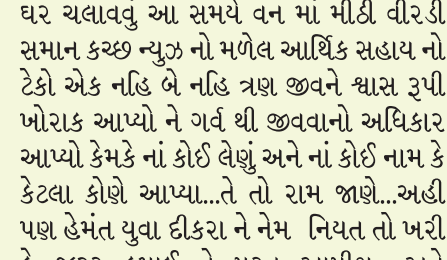 ઘર ચલાવવું આ સમયે વન માં મીઠી વીરડી
સમાન કચ્છ ન્યુઝ નો મળેલ આર્થિક સહાય નો
ટેકો એક નહિ બે નહિ ત્રણ જીવને શ્વાસ રૂપી
ખોરાક આપ્યો ને ગર્વ થી જીવવાનો અધિકાર
આપ્યો કેમકે નાં કોઈ લેણું અને નાં કોઈ નામ કે
કેટલા કોણે આપ્યા...તે તો રામ જાણે...અહી
પણ હેમંત યુવા દીકરા ને નેમ નિયત તો ખરી